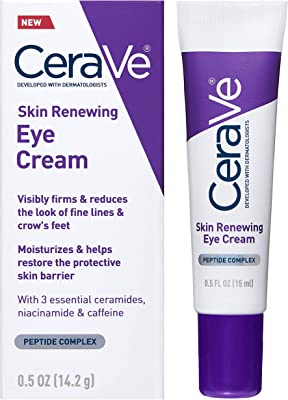 NEW
CeraVe®
DEVELOPED WITH DERMATOLOGISTS
Skin Renewing
Eye
Cream
Visibly firms & reduces
the look of fine lines &
crow's feet
Moisturizes & helps
restore the protective
skin barrier
With 3 essential ceramides,
niacinamide & caffeine
PEPTIDE COMPLEX
0.5 OZ (14.2 g)
CeraVe®
DEVELOPED WITH DERMATOLOGISTS
Skin Renewing
Eye Cream
PEPTIDE COMPLEX
0.5 FL OZ (15 ml)